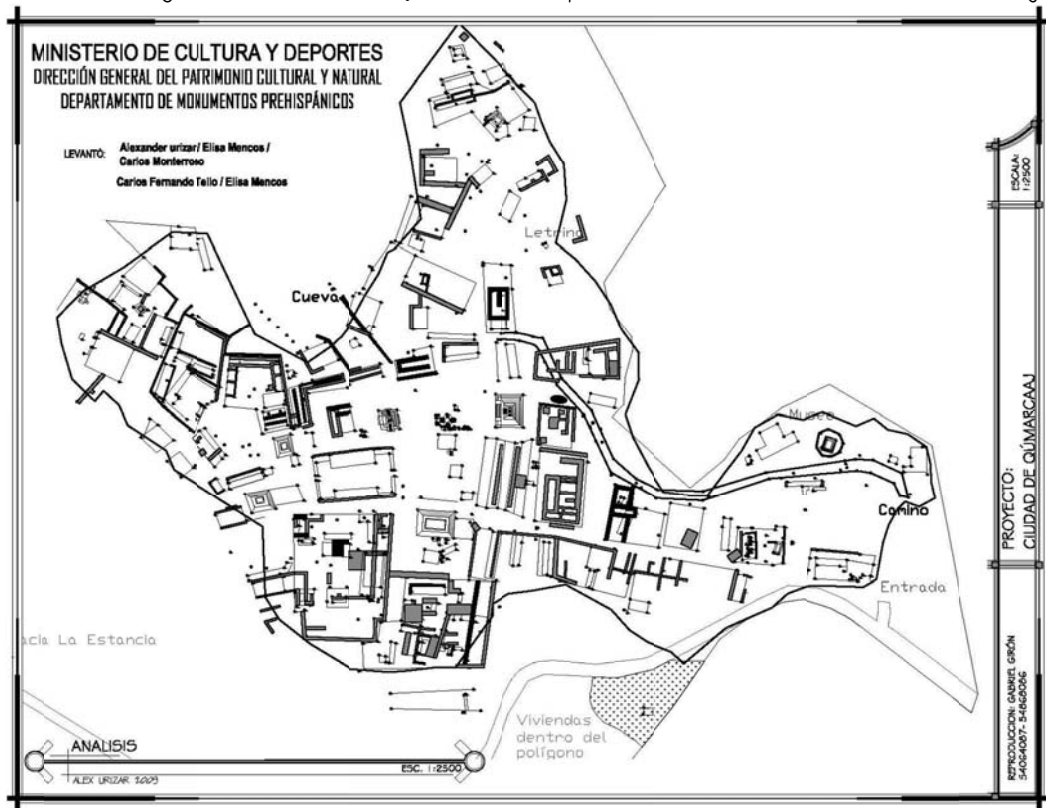 MINISTERIO DE CULTURA Y DEPORTES
DIRECCIÓN GENERAL DEL PATRIMONIO CULTURAL Y NATURAL
DEPARTAMENTO DE MONUMENTOS PREHISPÁNICOS
LEVANTÓ: Alexander urizar/ Elisa Mencos /
Carlos Monterroso
Carlos Fernando Tello / Elisa Mencos
Letrina
Cueva
Museo
Camino
Entrada
acia La Estancia
Viviendas
dentro del
polígono
ANALISIS
ESC. 1:2500
ALEX URIZAR 2009
ESCALA:
1:2500
PROYECTO:
CIUDAD DE QÚMARCAAJ
REPRODUCCION: GABRIEL GIRÓN
54064087- 54868086